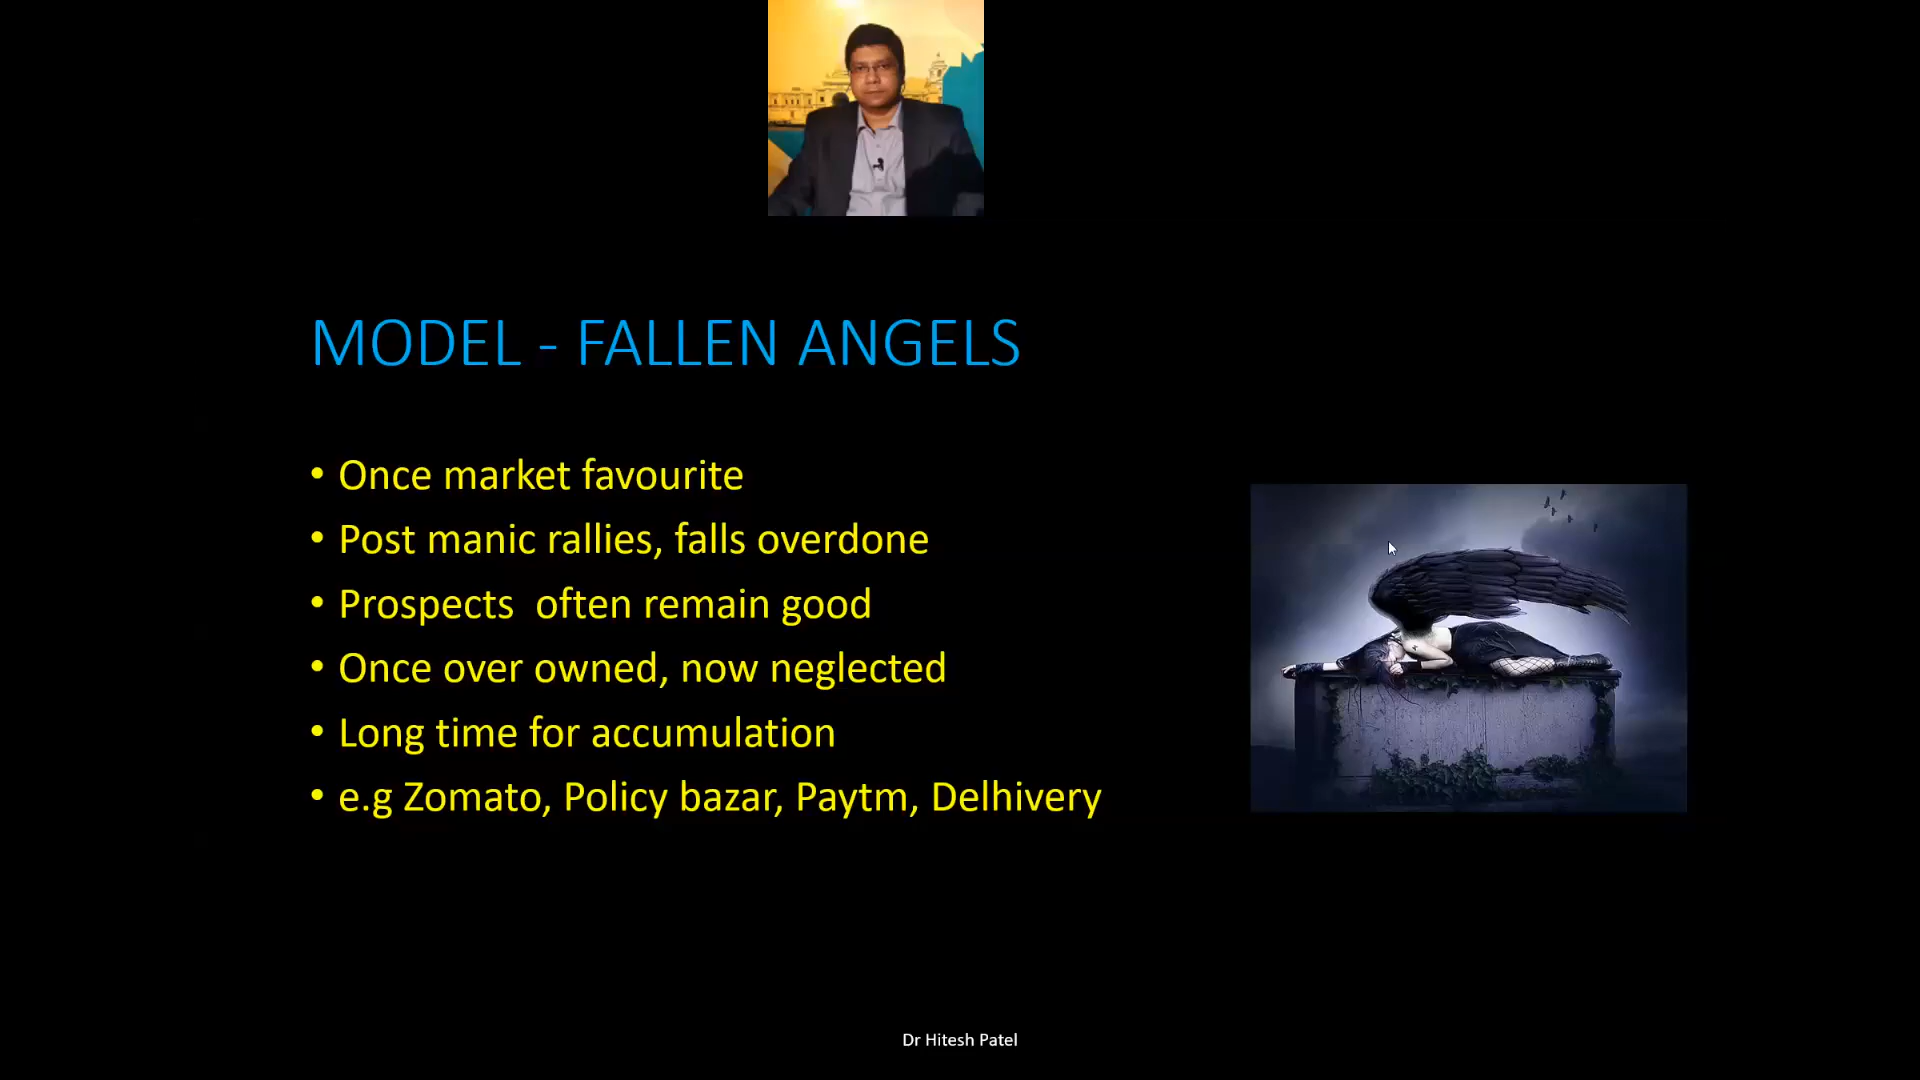 MODEL - FALLEN ANGELS
• Once market favourite
• Post manic rallies, falls overdone
• Prospects  often remain good
• Once over owned, now neglected
• Long time for accumulation
• e.g Zomato, Policy bazar, Paytm, Delhivery
Dr Hitesh Patel